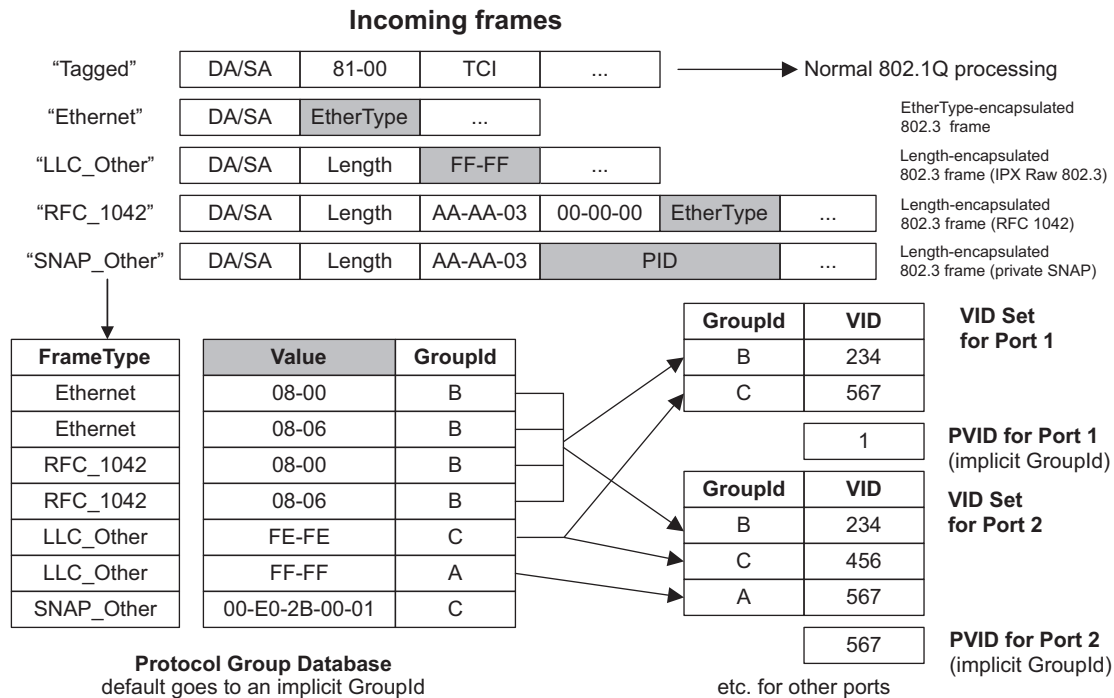 Incoming frames
“Tagged” DA/SA 81-00 TCI ... Normal 802.1Q processing
“Ethernet” DA/SA EtherType ... EtherType-encapsulated
802.3 frame
“LLC_Other” DA/SA Length FF-FF ... Length-encapsulated
802.3 frame (IPX Raw 802.3)
“RFC_1042” DA/SA Length AA-AA-03 00-00-00 EtherType ... Length-encapsulated
802.3 frame (RFC 1042)
“SNAP_Other” DA/SA Length AA-AA-03 PID ... Length-encapsulated
802.3 frame (private SNAP)
FrameType Value GroupId
Ethernet 08-00 B
Ethernet 08-06 B
RFC_1042 08-00 B
RFC_1042 08-06 B
LLC_Other FE-FE C
LLC_Other FF-FF A
SNAP_Other 00-E0-2B-00-01 C
Protocol Group Database
default goes to an implicit GroupId
GroupId VID
B 234
C 567
VID Set
for Port 1
1
PVID for Port 1
(implicit GroupId)
GroupId VID
B 234
C 456
A 567
VID Set
for Port 2
567
PVID for Port 2
(implicit GroupId)
etc. for other ports